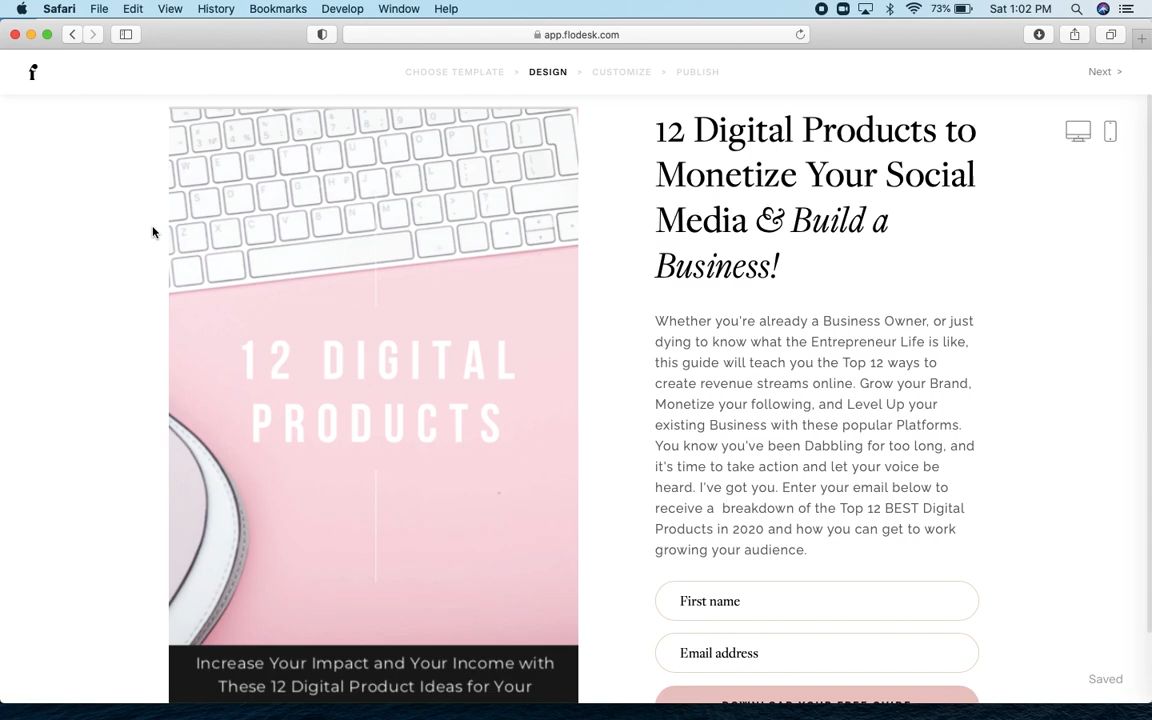 Safari File Edit View History Bookmarks Develop Window Help 73% Sat 1:02 PM
app.flodesk.com
f CHOOSE TEMPLATE > DESIGN > CUSTOMIZE > PUBLISH Next >
12 DIGITAL
PRODUCTS
Increase Your Impact and Your Income with
These 12 Digital Product Ideas for Your
12 Digital Products to
Monetize Your Social
Media & Build a
Business!
Whether you're already a Business Owner, or just
dying to know what the Entrepreneur Life is like,
this guide will teach you the Top 12 ways to
create revenue streams online. Grow your Brand,
Monetize your following, and Level Up your
existing Business with these popular Platforms.
You know you've been Dabbling for too long, and
it's time to take action and let your voice be
heard. I've got you. Enter your email below to
receive a breakdown of the Top 12 BEST Digital
Products in 2020 and how you can get to work
growing your audience.
First name
Email address
DOWNLOAD YOUR FREE GUIDE
Saved